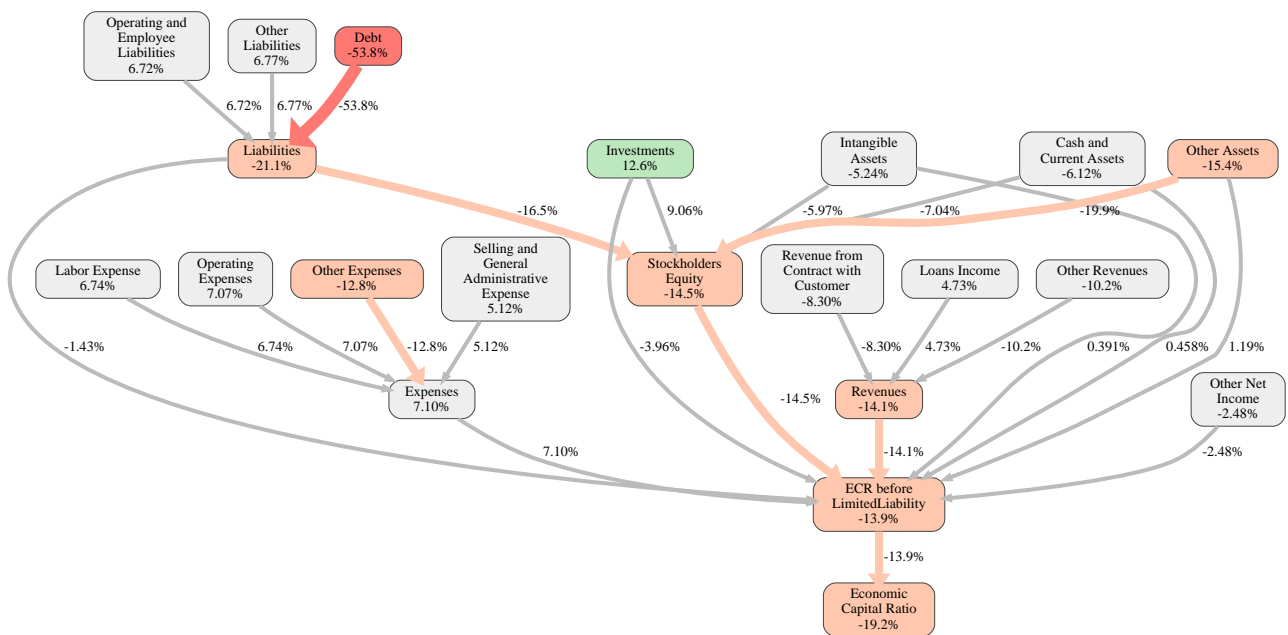 Operating and
Employee
Liabilities
6.72%
Other
Liabilities
6.77%
Debt
-53.8%
6.72%
6.77%
-53.8%
Liabilities
-21.1%
Investments
12.6%
Intangible
Assets
-5.24%
Cash and
Current Assets
-6.12%
Other Assets
-15.4%
-16.5%
9.06%
-5.97%
-7.04%
-19.9%
Labor Expense
6.74%
Operating
Expenses
7.07%
Other Expenses
-12.8%
Selling and
General
Administrative
Expense
5.12%
Stockholders
Equity
-14.5%
Revenue from
Contract with
Customer
-8.30%
Loans Income
4.73%
Other Revenues
-10.2%
-1.43%
6.74%
7.07%
-12.8%
5.12%
-3.96%
-8.30%
4.73%
-10.2%
0.391%
0.458%
1.19%
Expenses
7.10%
-14.5%
Revenues
-14.1%
Other Net
Income
-2.48%
7.10%
-14.1%
-2.48%
ECR before
LimitedLiability
-13.9%
-13.9%
Economic
Capital Ratio
-19.2%